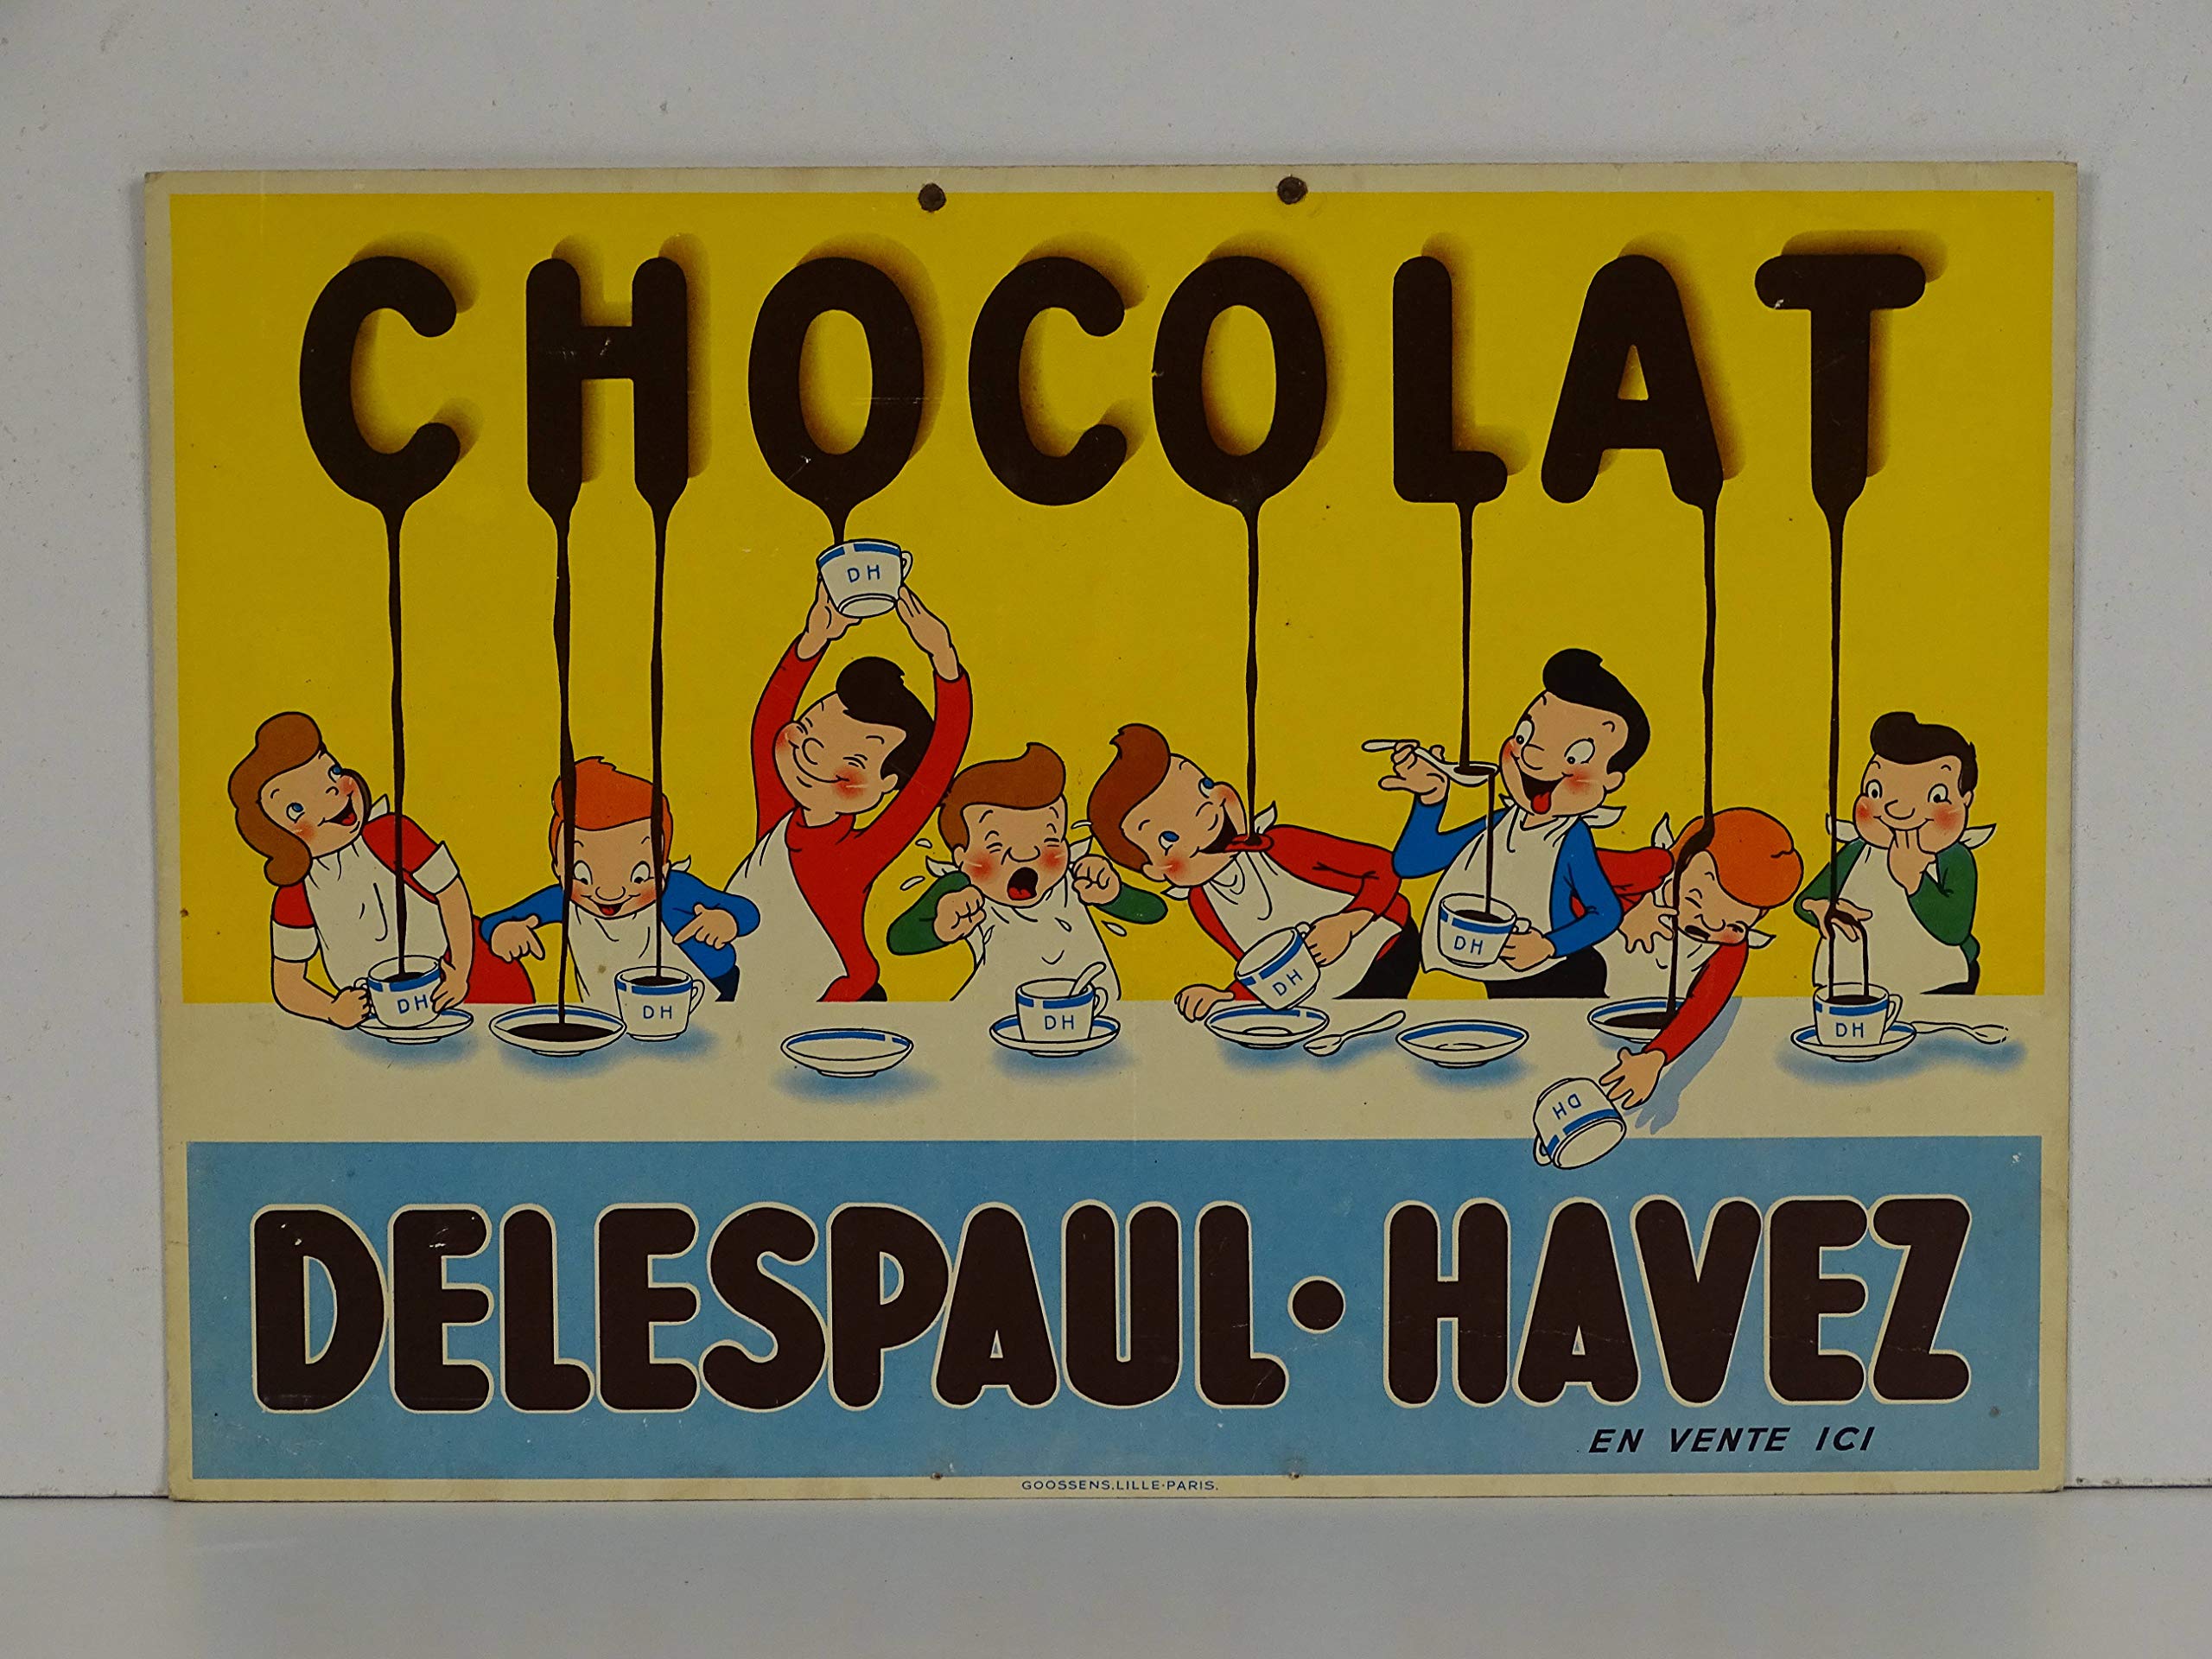 CHOCOLAT
DH
DH
DH
DH
DH
DH
DH
DH
DELESPAUL•HAVEZ
EN VENTE ICI
GOOSSENS.LILLE-PARIS.